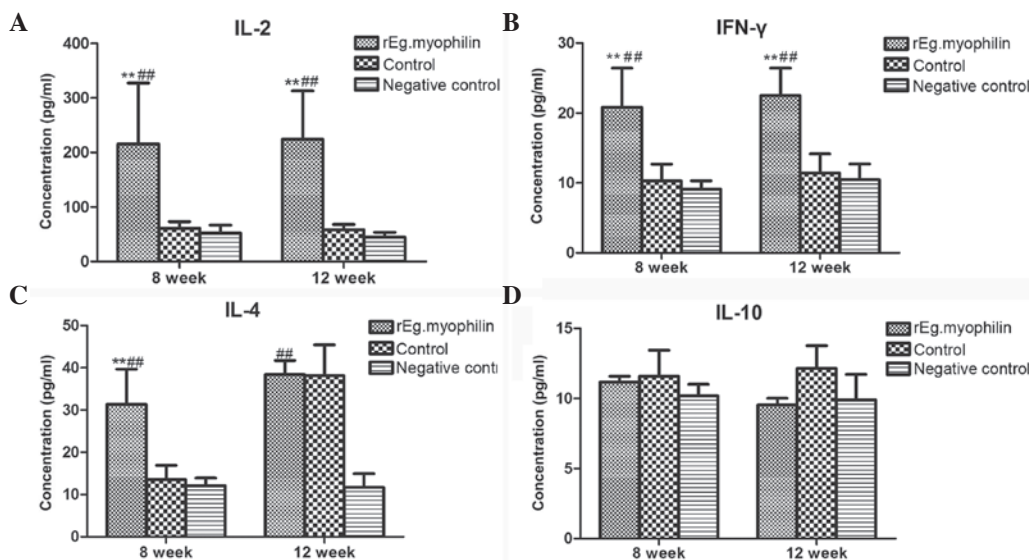 A
IL-2
rEg.myophilin
Control
Negative control
Concentration (pg/ml)
400
300
200
100
0
**##
**##
8 week
12 week
B
IFN-γ
rEg.myophilin
Control
Negative control
Concentration (pg/ml)
30
20
10
0
**##
**##
8 week
12 week
C
IL-4
rEg.myophilin
Control
Negative conti
Concentration (pg/ml)
50
40
30
20
10
0
**##
##
8 week
12 week
D
IL-10
rEg.myophilin
Control
Negative control
Concentration (pg/ml)
15
10
5
0
8 week
12 week